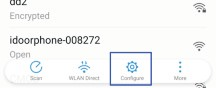 dd2
Encrypted
idoorphone-008272
Open
Scan WLAN Direct Configure More